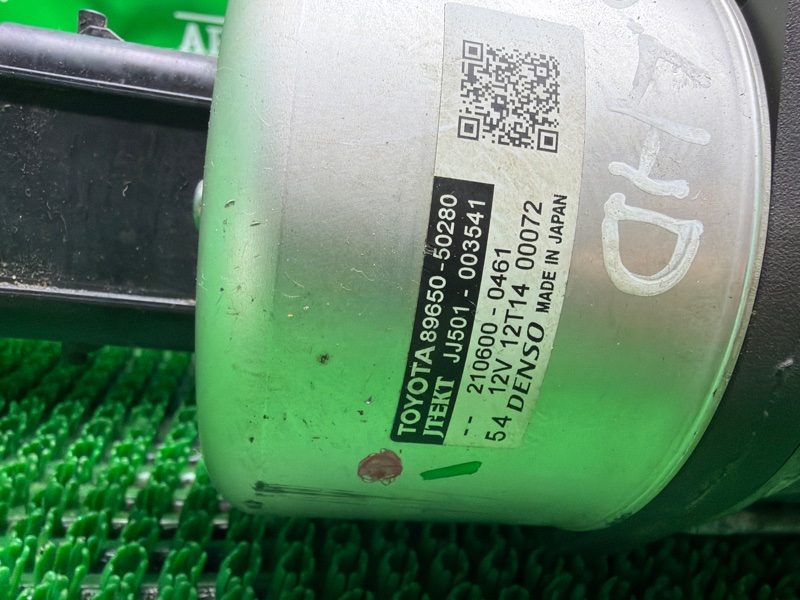 TOYOTA 89650-50280
JTEKT JJ501-003541
-- 210600-0461
54 12V 12T14 00072
DENSO MADE IN JAPAN